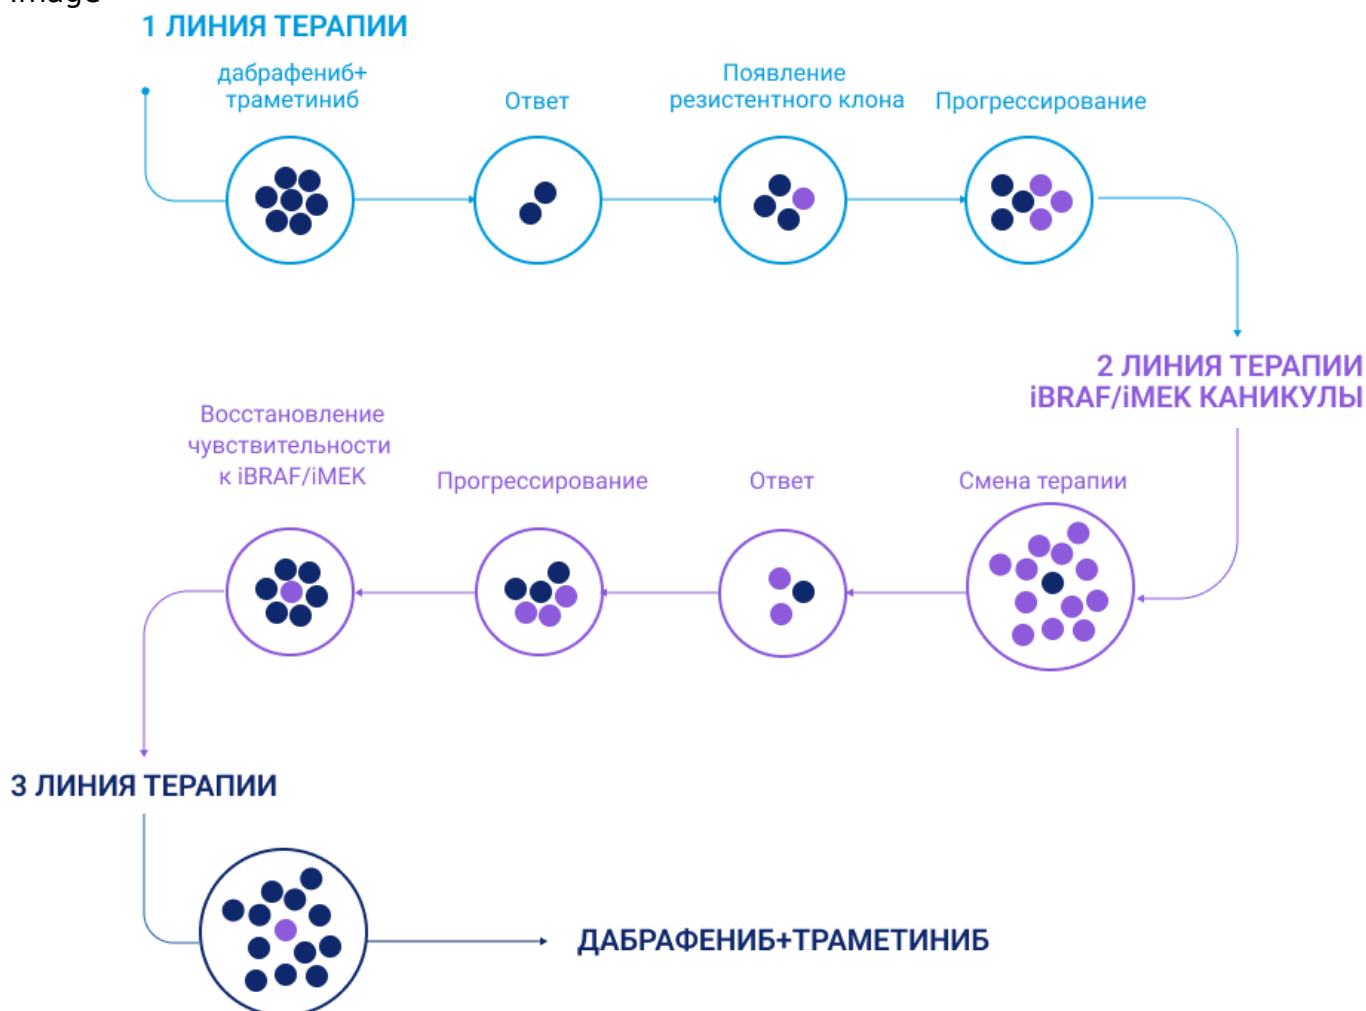 image
1 ЛИНИЯ ТЕРАПИИ
дабрафениб+
траметиниб
Ответ
Появление
резистентного клона
Прогрессирование
2 ЛИНИЯ ТЕРАПИИ
iBRAF/iMEK КАНИКУЛЫ
Восстановление
чувствительности
к iBRAF/iMEK
Прогрессирование
Ответ
Смена терапии
3 ЛИНИЯ ТЕРАПИИ
ДАБРАФЕНИБ+ТРАМЕТИНИБ